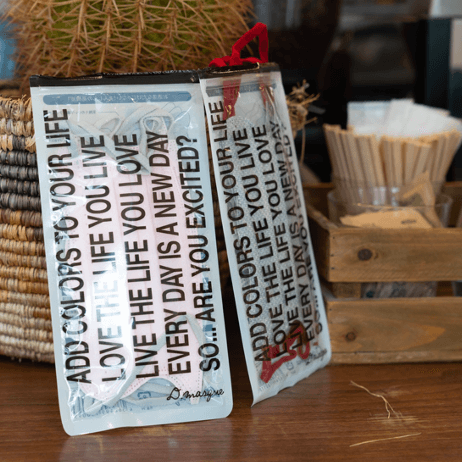 ADD COLORS TO YOUR LIFE
LOVE THE LIFE YOU LIVE
LIVE THE LIFE YOU LOVE
EVERY DAY IS A NEW DAY
SO... ARE YOU EXCITED?
D.masque
ADD COLORS TO YOUR LIFE
LOVE THE LIFE YOU LIVE
LIVE THE LIFE YOU LOVE
EVERY DAY IS A NEW DAY